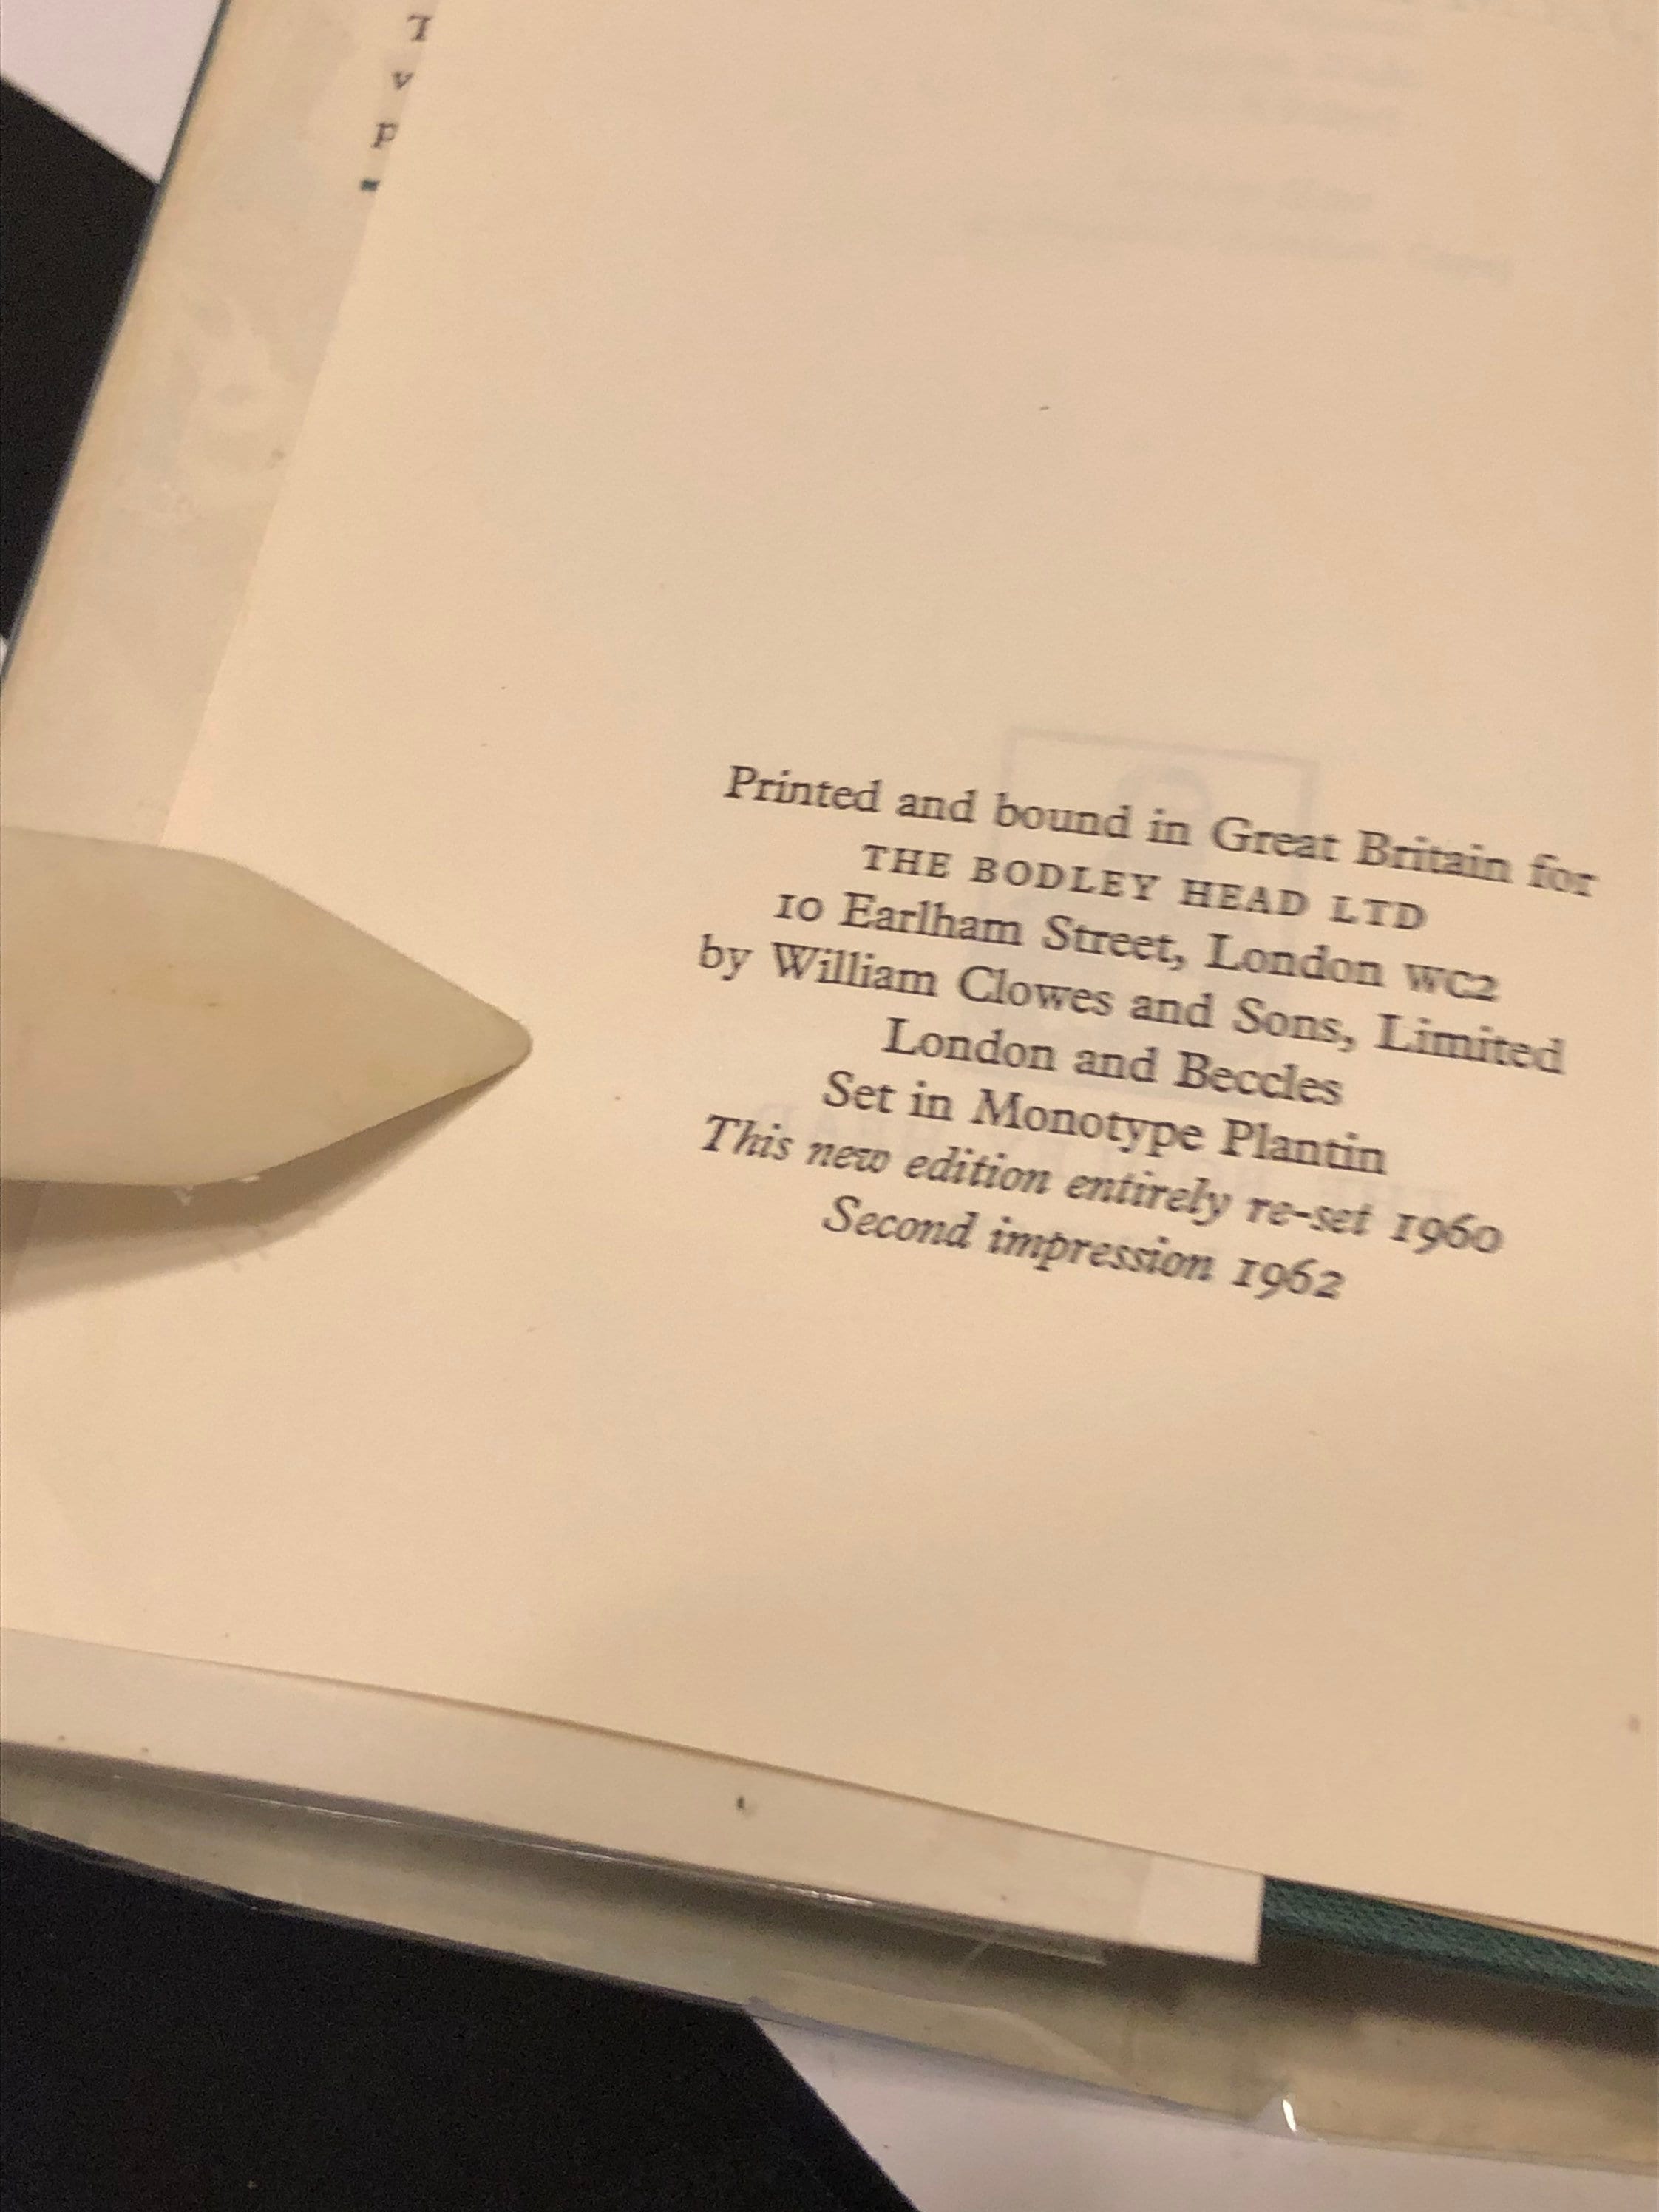 T
v
p
Printed and bound in Great Britain for
THE BODLEY HEAD LTD
10 Earlham Street, London WC2
by William Clowes and Sons, Limited
London and Beccles
Set in Monotype Plantin
This new edition entirely re-set 1960
Second impression 1962